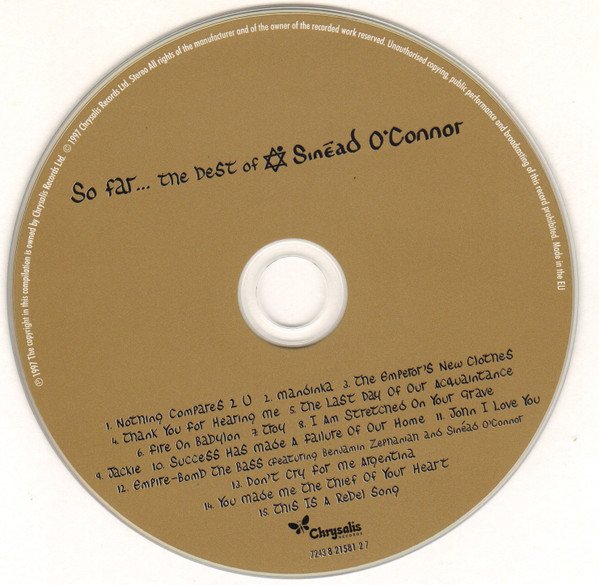 © 1997 The copyright in this compilation is owned by Chrysalis Records Ltd. ℗ 1997 Chrysalis Records Ltd. Stereo All rights of the manufacturer and of the owner of the recorded work reserved. Unauthorised copying, public performance and broadcasting of this record prohibited. Made in the EU
So far... The Best of Sinéad O'Connor
1. Nothing Compares 2 U 2. Mandinka 3. The Emperor's New Clothes
4. Thank You for Hearing Me 5. The Last Day Of Our Acquaintance
6. Fire On Babylon 7. Troy 8. I Am Stretched On Your Grave
9. Jackie 10. Success Has Made A Failure Of Our Home 11. John I Love You
12. Empire-Bomb The Bass (featuring Benjamin Zephaniah and Sinéad O'Connor
13. Don't Cry for Me Argentina
14. You Made Me The Thief Of Your Heart
15. This IS A Rebel Song
Chrysalis
RECORDS
7243 8 21581 2 7